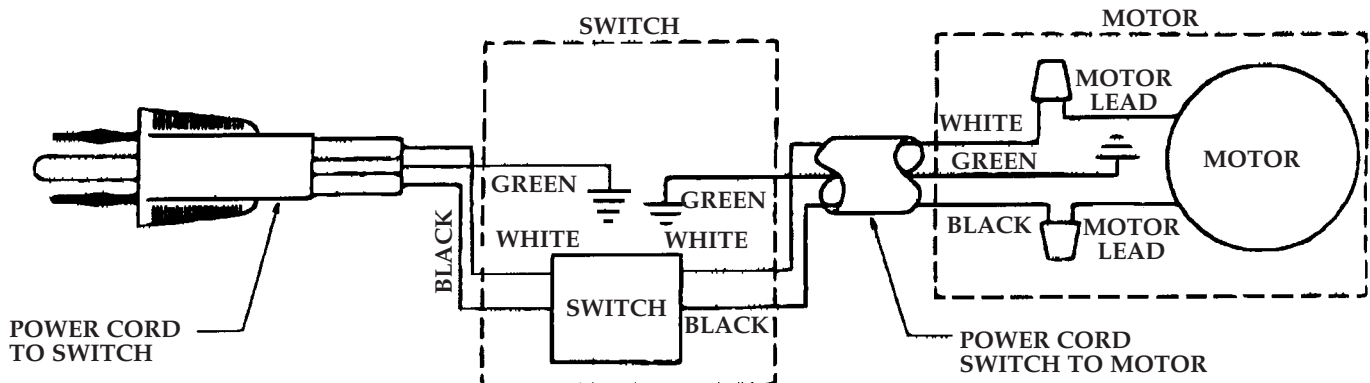 SWITCH
MOTOR
MOTOR
LEAD
WHITE
GREEN
MOTOR
GREEN
GREEN
BLACK
WHITE
WHITE
BLACK
MOTOR
LEAD
SWITCH
BLACK
POWER CORD
TO SWITCH
POWER CORD
SWITCH TO MOTOR